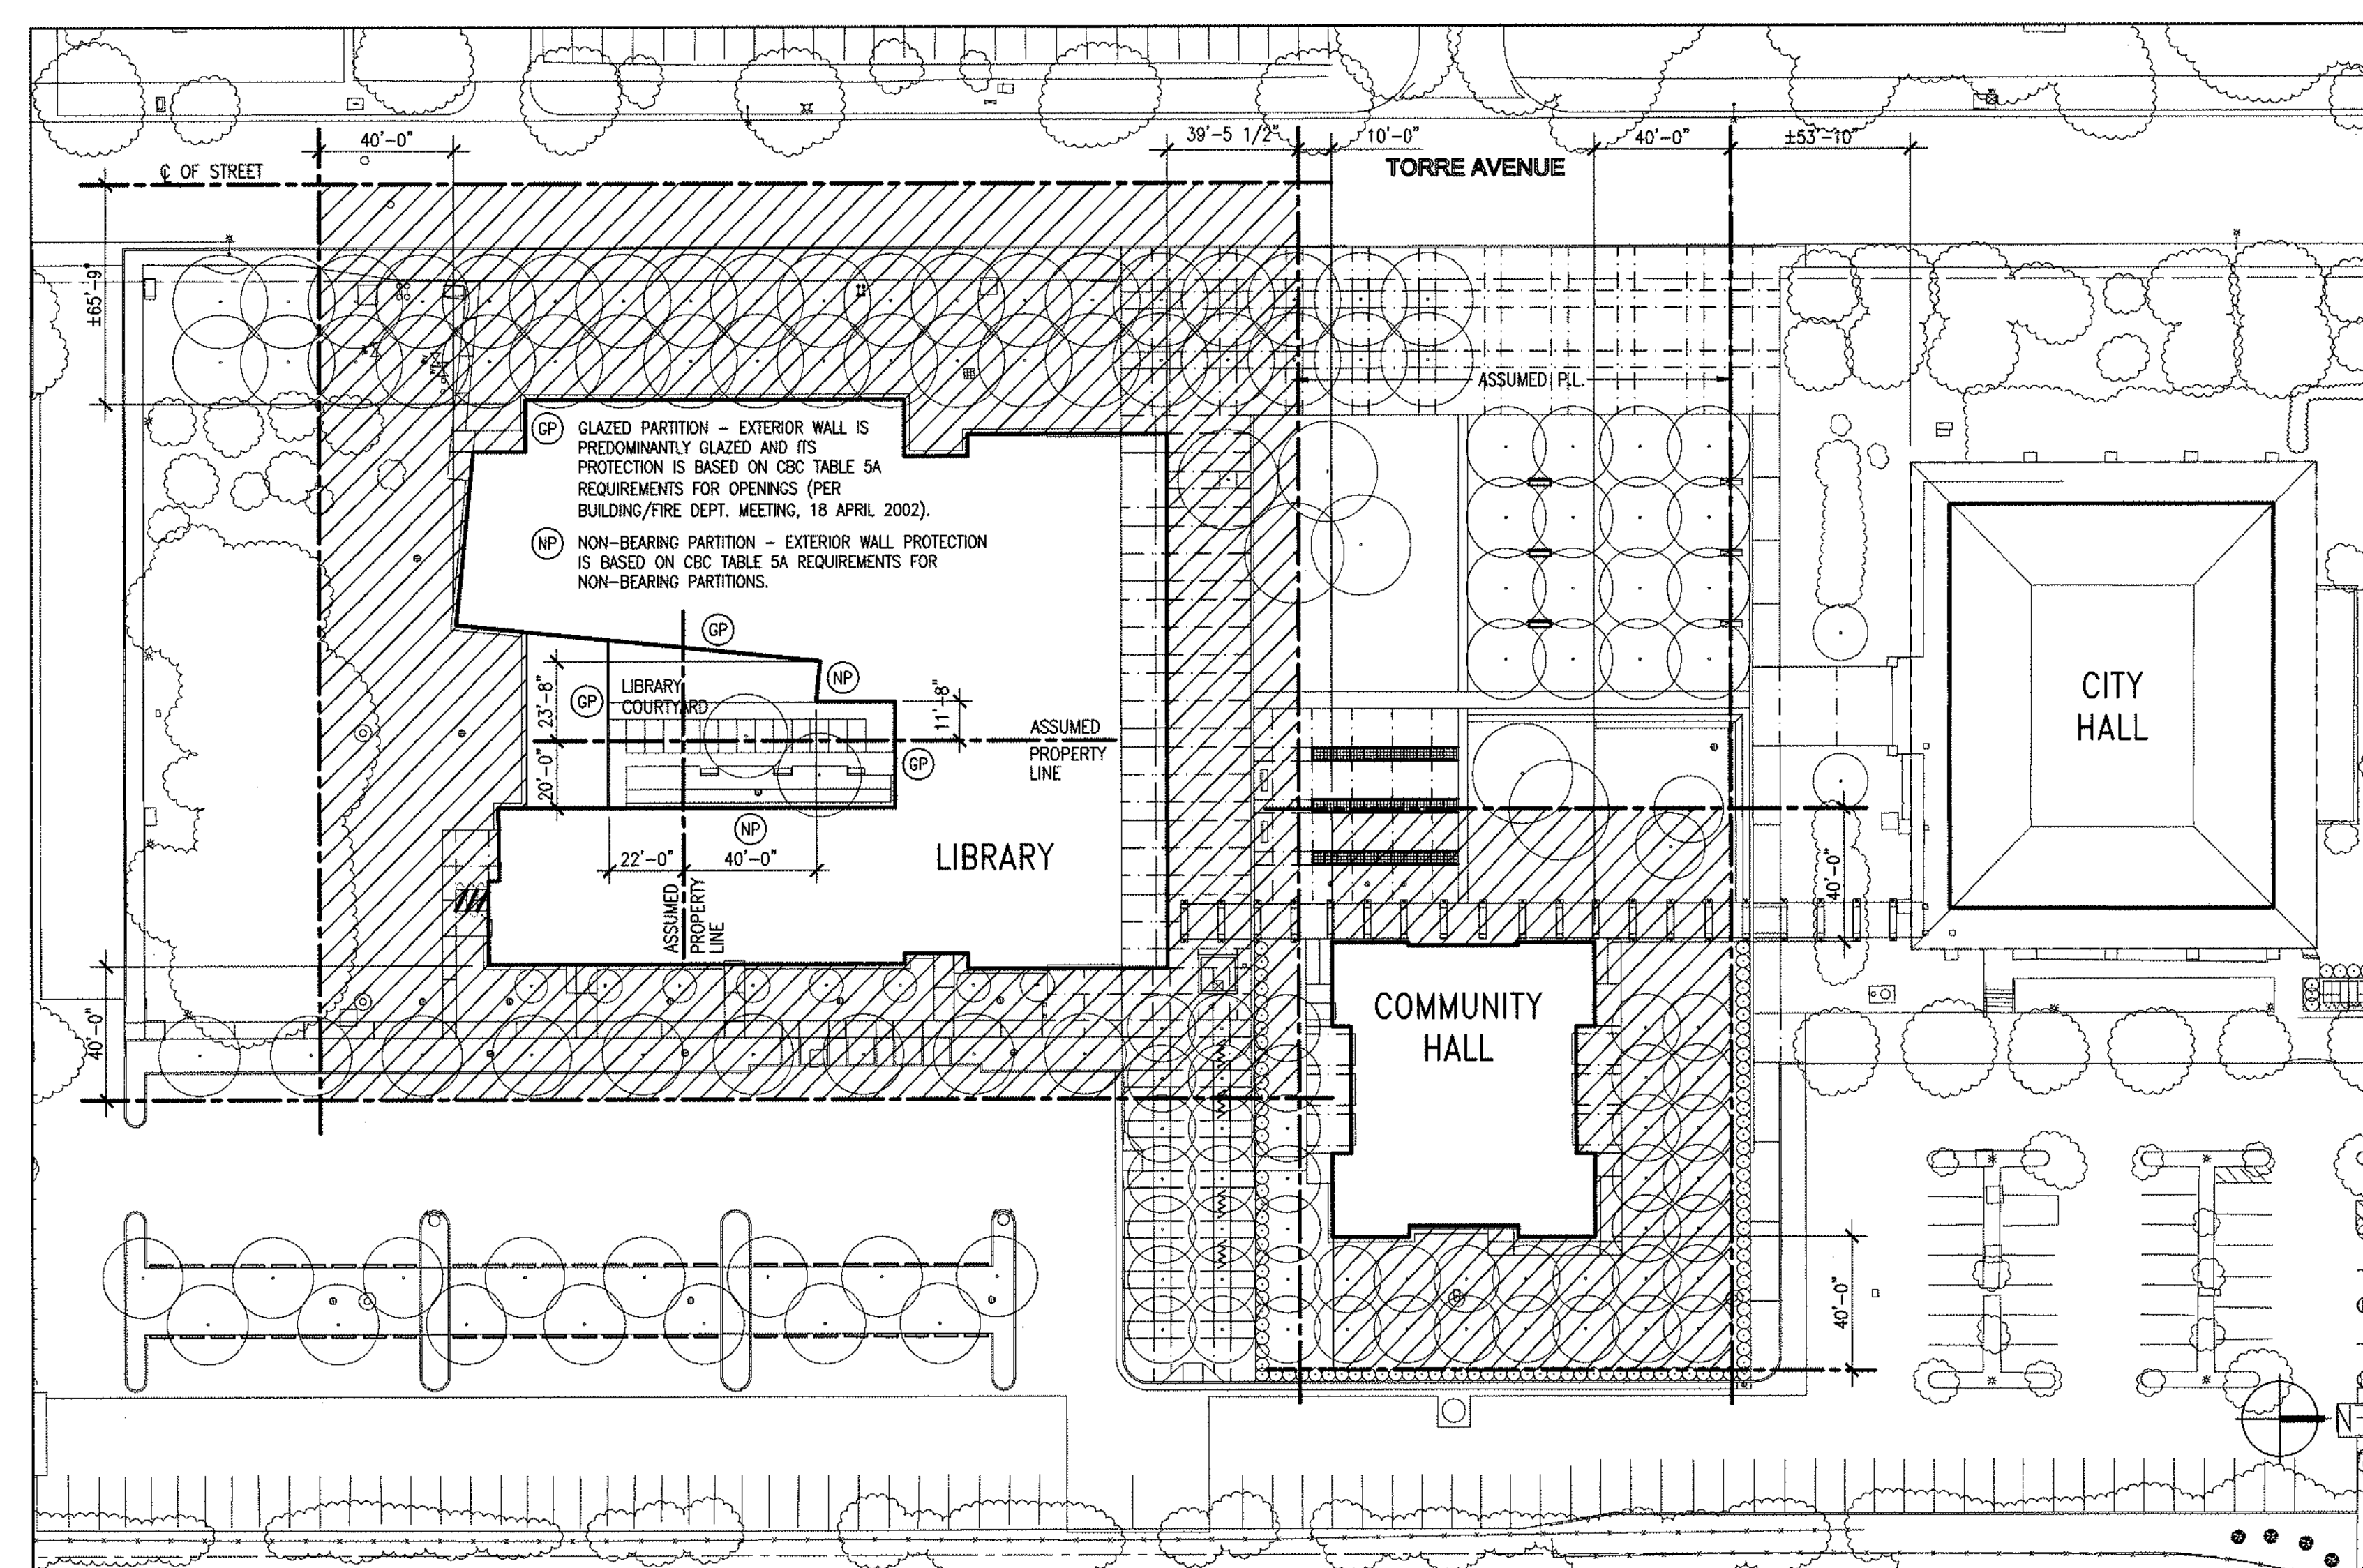 40'-0"
39'-5 1/2"
10'-0"
40'-0"
±53'-10"
TORRE AVENUE
℄ OF STREET
±65'-9"
ASSUMED P.L.
GP GLAZED PARTITION – EXTERIOR WALL IS
PREDOMINANTLY GLAZED AND ITS
PROTECTION IS BASED ON CBC TABLE 5A
REQUIREMENTS FOR OPENINGS (PER
BUILDING/FIRE DEPT. MEETING, 18 APRIL 2002).
NP NON-BEARING PARTITION – EXTERIOR WALL PROTECTION
IS BASED ON CBC TABLE 5A REQUIREMENTS FOR
NON-BEARING PARTITIONS.
GP
NP
GP
LIBRARY
COURTYARD
23'-8"
11'-8"
ASSUMED
PROPERTY
LINE
GP
20'-0"
NP
22'-0"
40'-0"
LIBRARY
ASSUMED
PROPERTY
LINE
CITY
HALL
40'-0"
COMMUNITY
HALL
40'-0"
40'-0"
N